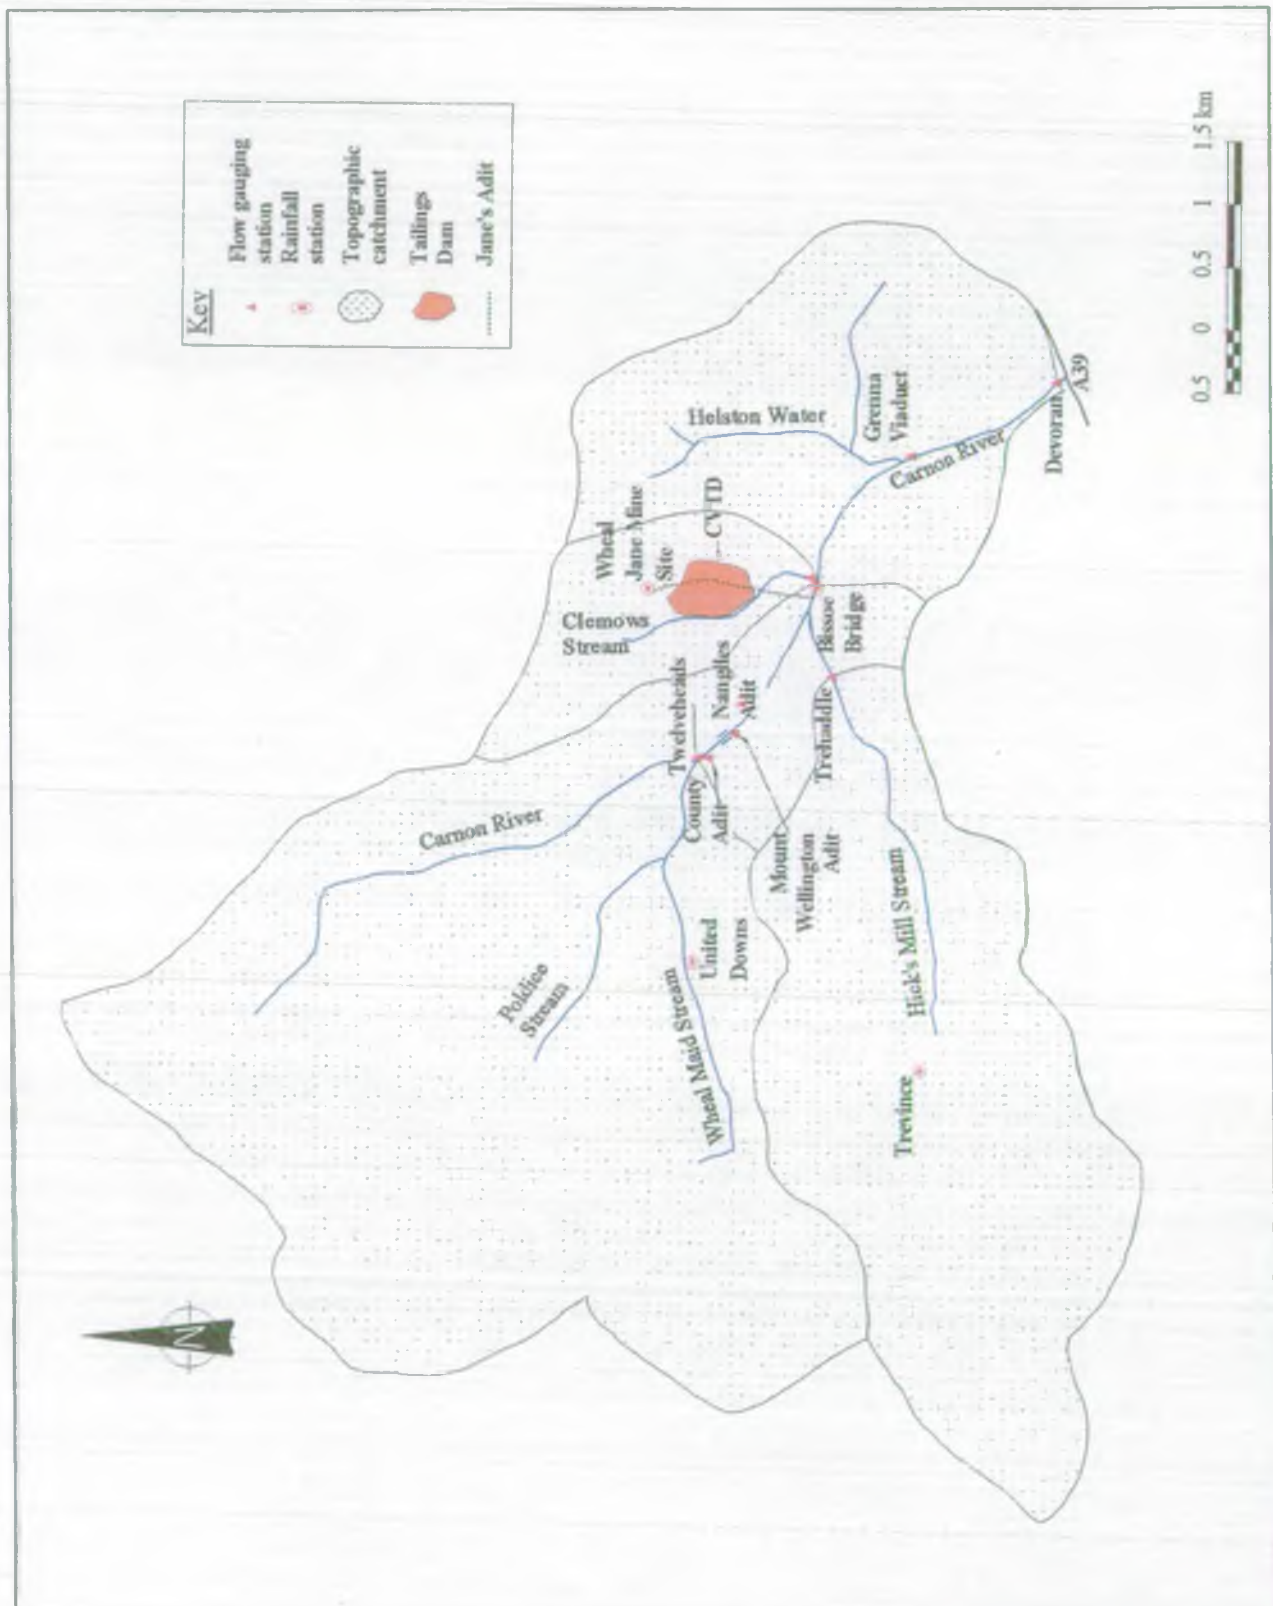 Key
Flow gauging
station
Rainfall
station
Topographic
catchment
Tailings
Dam
Jane's Adit
N
Carnon River
Poldice
Stream
Wheal Maid Stream
United
Downs
Twelveheads
County
Adit
Nangiles
Adit
Mount
Wellington
Adit
Clemows
Stream
Wheal
Jane Mine
Site
CVTD
Helston Water
Grenna
Viaduct
Carnon River
Bissoe
Bridge
Trehaddle
Hick's Mill Stream
Trevince
Devoran
A39
0.5 0 0.5 1 1.5 km